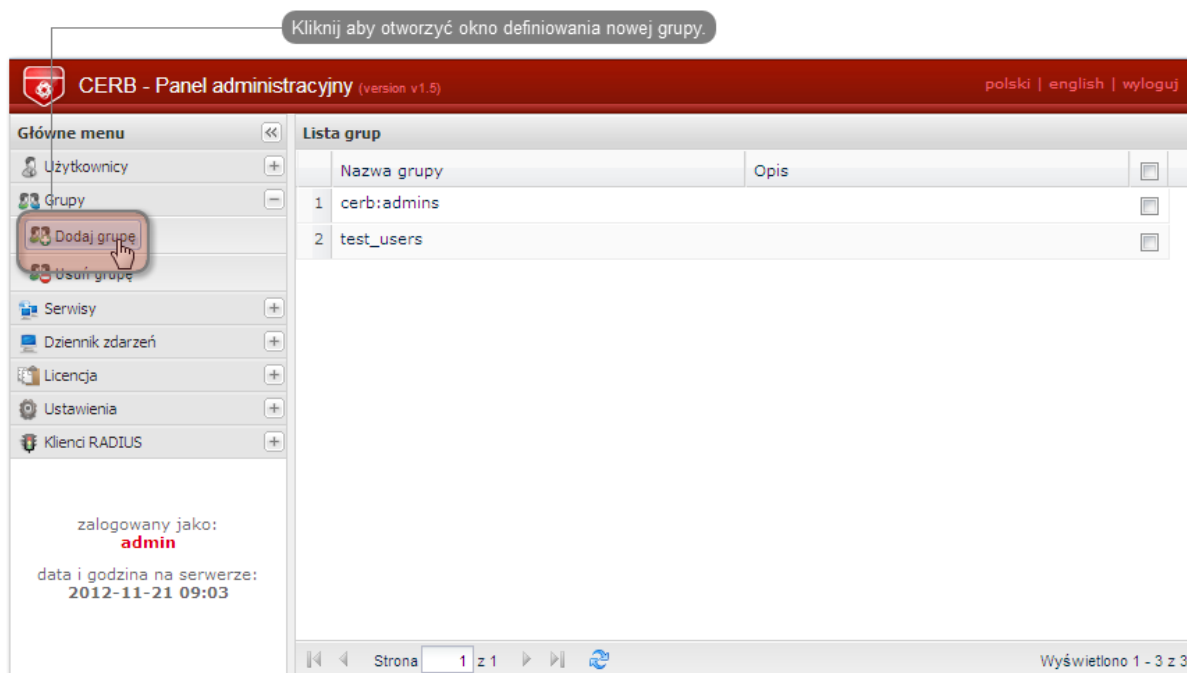 Kliknij aby otworzyć okno definiowania nowej grupy.
CERB - Panel administracyjny (version v1.5)
polski | english | wyloguj
Główne menu
Lista grup
Użytkownicy
Nazwa grupy
Opis
Grupy
1 cerb:admins
Dodaj grupę
2 test_users
Usuń grupę
Serwisy
Dziennik zdarzeń
Licencja
Ustawienia
Klienci RADIUS
zalogowany jako:
admin
data i godzina na serwerze:
2012-11-21 09:03
Strona 1 z 1
Wyświetlono 1 - 3 z 3